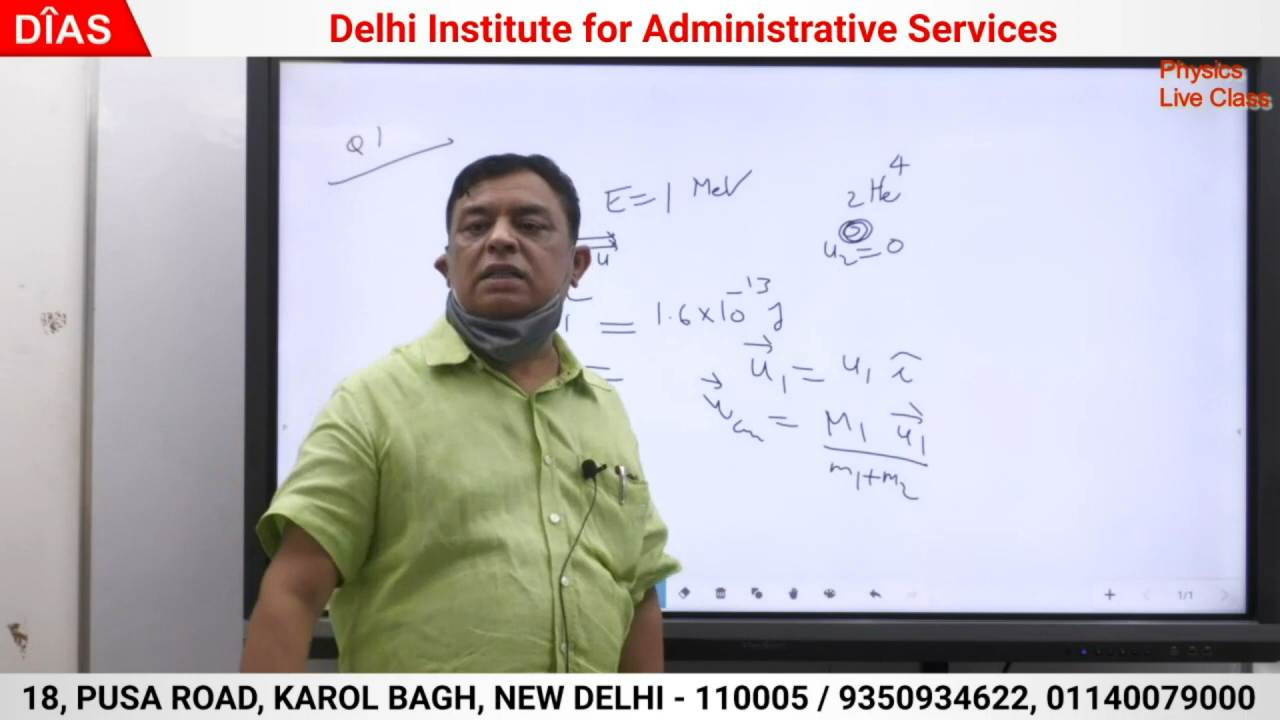 DÎAS
Delhi Institute for Administrative Services
Physics
Live Class
Q1
E = 1 MeV
₂He⁴
u
u₂ = 0
= 1.6 × 10⁻¹³ J
=
u⃗₁ = u₁ î
v⃗cm = M₁ u⃗₁
m₁+m₂
1/1
18, PUSA ROAD, KAROL BAGH, NEW DELHI - 110005 / 9350934622, 01140079000